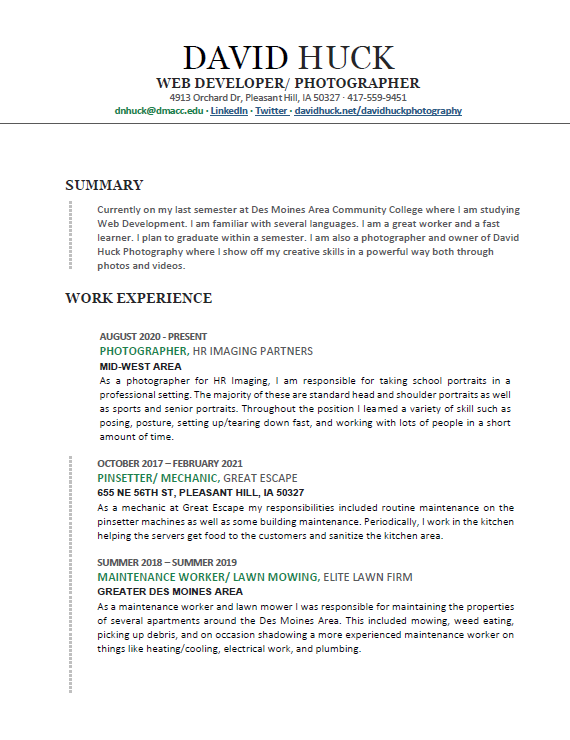 DAVID HUCK
WEB DEVELOPER/ PHOTOGRAPHER
4913 Orchard Dr, Pleasant Hill, IA 50327 · 417-559-9451
dnhuck@dmacc.edu · LinkedIn · Twitter · davidhuck.net/davidhuckphotography
SUMMARY
Currently on my last semester at Des Moines Area Community College where I am studying
Web Development. I am familiar with several languages. I am a great worker and a fast
learner. I plan to graduate within a semester. I am also a photographer and owner of David
Huck Photography where I show off my creative skills in a powerful way both through
photos and videos.
WORK EXPERIENCE
AUGUST 2020 - PRESENT
PHOTOGRAPHER, HR IMAGING PARTNERS
MID-WEST AREA
As a photographer for HR Imaging, I am responsible for taking school portraits in a
professional setting. The majority of these are standard head and shoulder portraits as well
as sports and senior portraits. Throughout the position I learned a variety of skill such as
posing, posture, setting up/tearing down fast, and working with lots of people in a short
amount of time.
OCTOBER 2017 – FEBRUARY 2021
PINSETTER/ MECHANIC, GREAT ESCAPE
655 NE 56TH ST, PLEASANT HILL, IA 50327
As a mechanic at Great Escape my responsibilities included routine maintenance on the
pinsetter machines as well as some building maintenance. Periodically, I work in the kitchen
helping the servers get food to the customers and sanitize the kitchen area.
SUMMER 2018 – SUMMER 2019
MAINTENANCE WORKER/ LAWN MOWING, ELITE LAWN FIRM
GREATER DES MOINES AREA
As a maintenance worker and lawn mower I was responsible for maintaining the properties
of several apartments around the Des Moines Area. This included mowing, weed eating,
picking up debris, and on occasion shadowing a more experienced maintenance worker on
things like heating/cooling, electrical work, and plumbing.